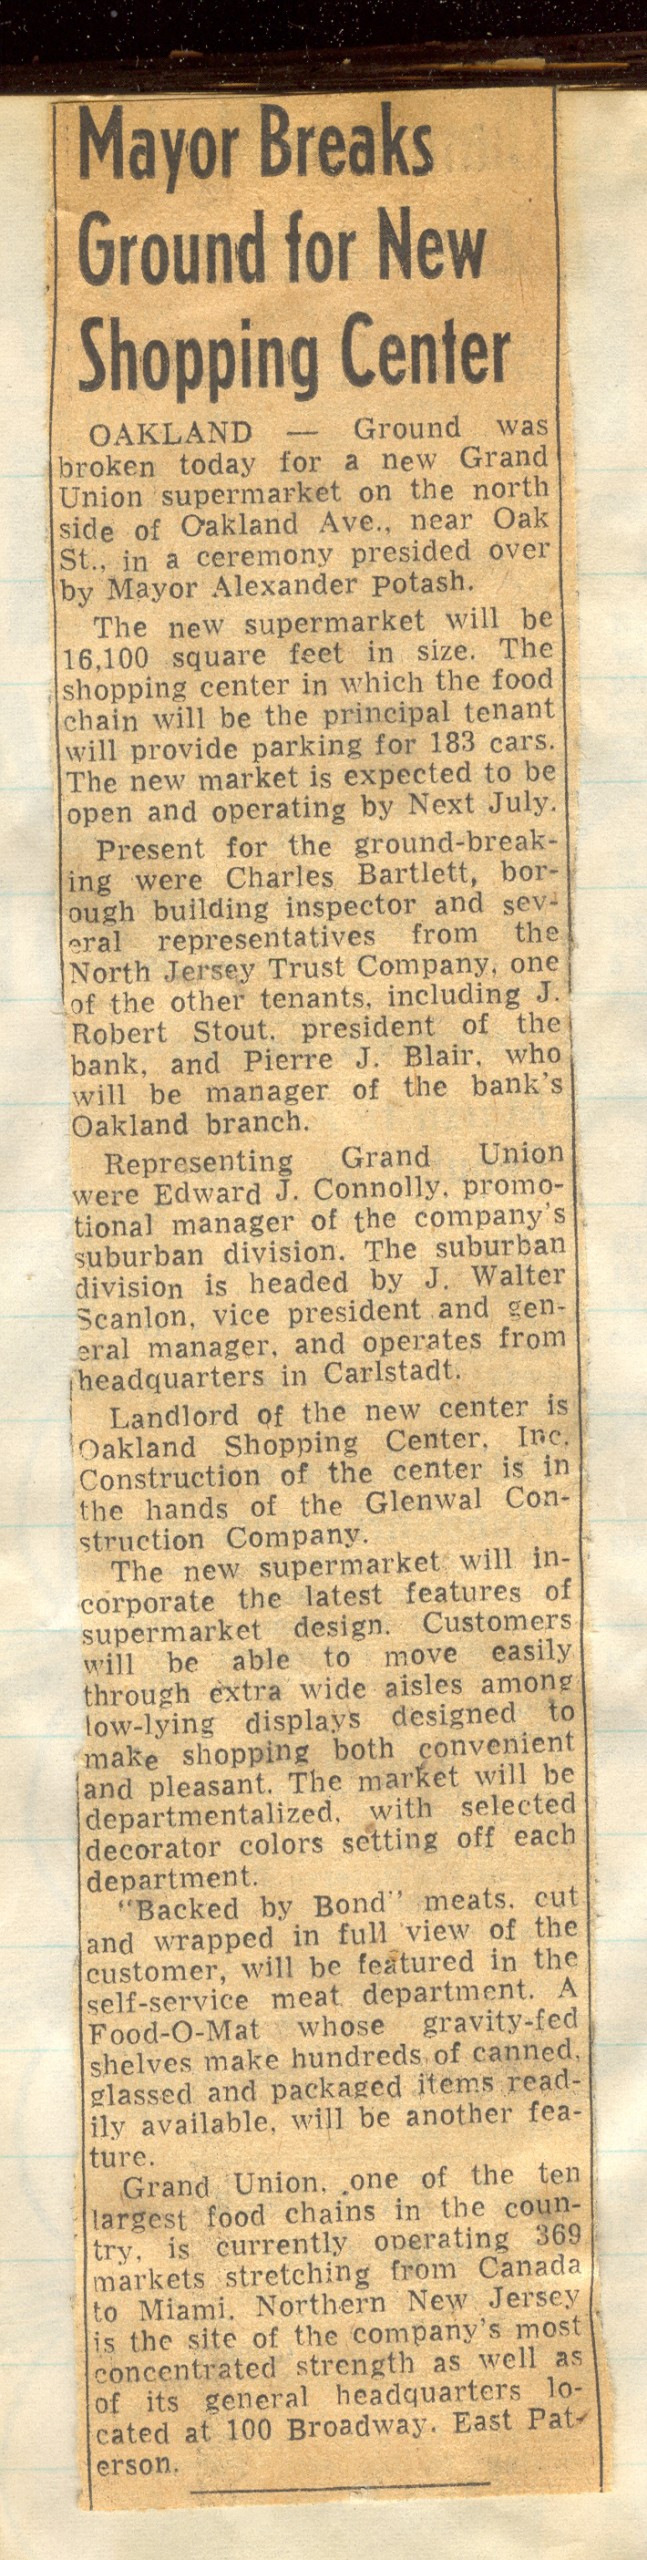 Mayor Breaks
Ground for New
Shopping Center
OAKLAND — Ground was
broken today for a new Grand
Union supermarket on the north
side of Oakland Ave., near Oak
St., in a ceremony presided over
by Mayor Alexander Potash.
The new supermarket will be
16,100 square feet in size. The
shopping center in which the food
chain will be the principal tenant
will provide parking for 183 cars.
The new market is expected to be
open and operating by Next July.
Present for the ground-break-
ing were Charles Bartlett, bor-
ough building inspector and sev-
eral representatives from the
North Jersey Trust Company, one
of the other tenants, including J.
Robert Stout, president of the
bank, and Pierre J. Blair, who
will be manager of the bank's
Oakland branch.
Representing Grand Union
were Edward J. Connolly, promo-
tional manager of the company's
suburban division. The suburban
division is headed by J. Walter
Scanlon, vice president and gen-
eral manager, and operates from
headquarters in Carlstadt.
Landlord of the new center is
Oakland Shopping Center, Inc.
Construction of the center is in
the hands of the Glenwal Con-
struction Company.
The new supermarket will in-
corporate the latest features of
supermarket design. Customers
will be able to move easily
through extra wide aisles among
low-lying displays designed to
make shopping both convenient
and pleasant. The market will be
departmentalized, with selected
decorator colors setting off each
department.
"Backed by Bond" meats, cut
and wrapped in full view of the
customer, will be featured in the
self-service meat department. A
Food-O-Mat whose gravity-fed
shelves make hundreds of canned,
glassed and packaged items read-
ily available, will be another fea-
ture.
Grand Union, one of the ten
largest food chains in the coun-
try, is currently operating 369
markets stretching from Canada
to Miami. Northern New Jersey
is the site of the company's most
concentrated strength as well as
of its general headquarters lo-
cated at 100 Broadway, East Pat-
erson.